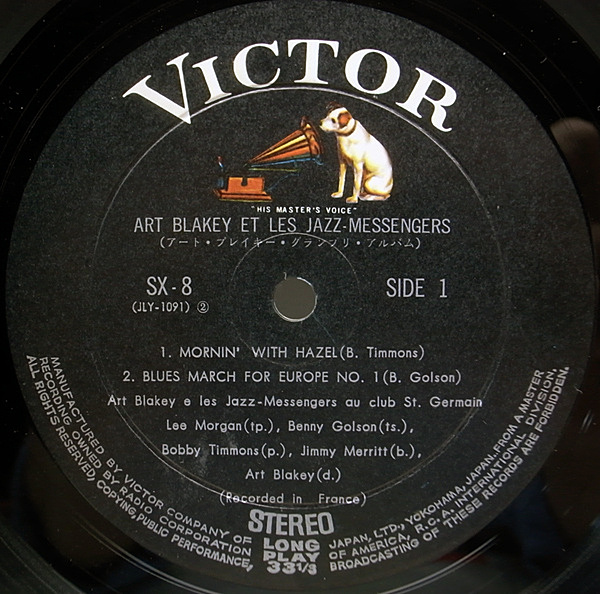 VICTOR
"HIS MASTER'S VOICE"
ART BLAKEY ET LES JAZZ-MESSENGERS
(アート・ブレイキー・グランプリ・アルバム)
SX-8
SIDE 1
(JLY-1091) ②
1. MORNIN' WITH HAZEL(B. Timmons)
2. BLUES MARCH FOR EUROPE NO. 1(B. Golson)
Art Blakey e les Jazz-Messengers au club St. Germain
Lee Morgan(tp.), Benny Golson(ts.),
Bobby Timmons(p.), Jimmy Merritt(b.),
Art Blakey(d.)
(Recorded in France)
STEREO
LONG
PLAY
33⅓
MANUFACTURED BY VICTOR COMPANY OF JAPAN, LTD., YOKOHAMA, JAPAN. FROM A MASTER
RECORDING OWNED BY RADIO CORPORATION OF AMERICA, R.C.A. INTERNATIONAL DIVISION.
ALL RIGHTS RESERVED, COPYING, PUBLIC PERFORMANCE, BROADCASTING OF THESE RECORDS ARE FORBIDDEN.